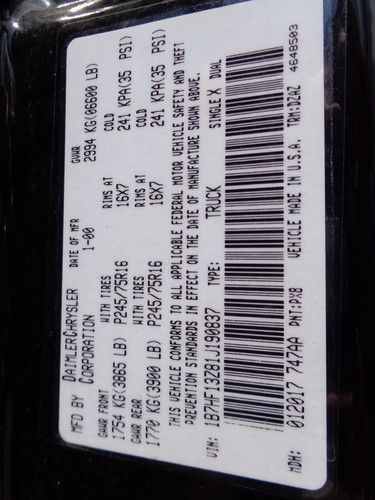 MFD BY DAIMLERCHRYSLER CORPORATION DATE OF MFR 1-00 GVWR 2994 KG(06600 LB)
GAWR FRONT WITH TIRES RIMS AT COLD
1754 KG(3865 LB) P245/75R16 16X7 241 KPA(35 PSI)
GAWR REAR WITH TIRES RIMS AT COLD
1770 KG(3900 LB) P245/75R16 16X7 241 KPA(35 PSI)
THIS VEHICLE CONFORMS TO ALL APPLICABLE FEDERAL MOTOR VEHICLE SAFETY AND THEFT
PREVENTION STANDARDS IN EFFECT ON THE DATE OF MANUFACTURE SHOWN ABOVE.
VIN: 1B7HF13Z81J190837 TYPE: TRUCK SINGLE X DUAL
MDH: 012017 747AA PNT:PX8 VEHICLE MADE IN U.S.A. TRM:DZAZ 4648503